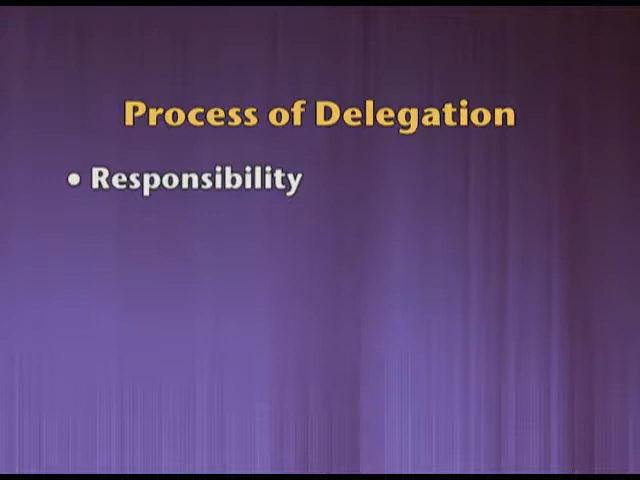 Process of Delegation
• Responsibility